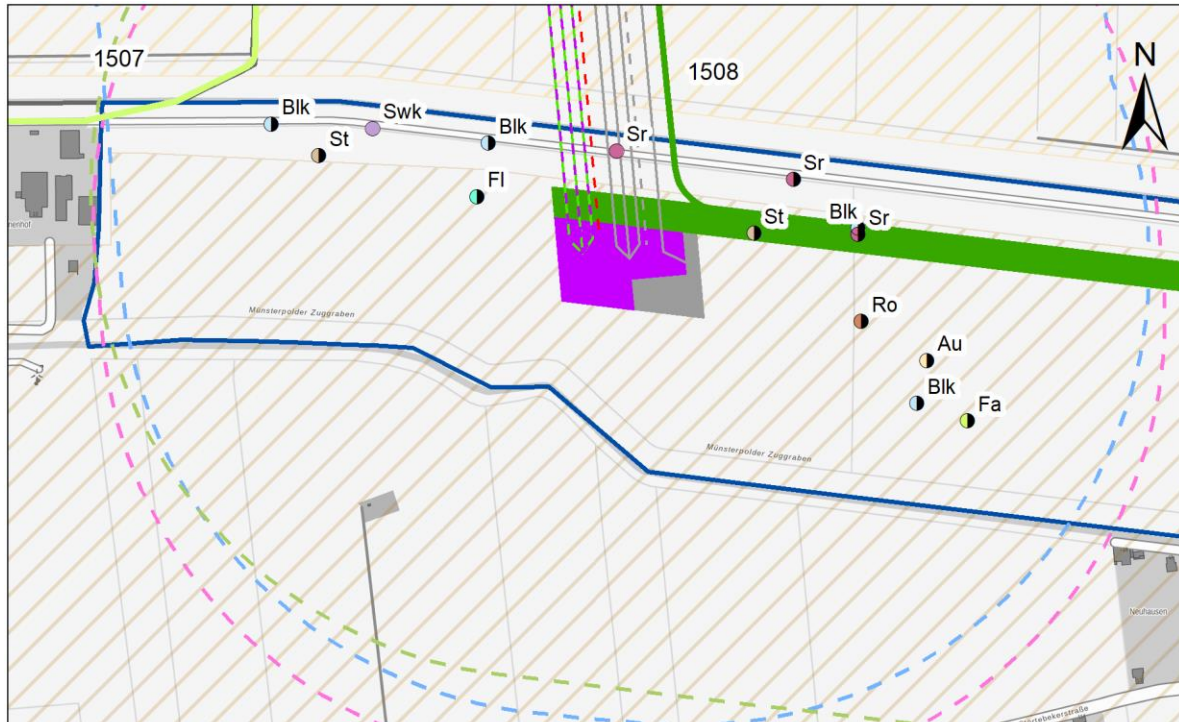 1507
1508
N
Blk
Swk
Blk
St
Sr
Sr
Fl
St
Blk
Sr
Ro
Münsterpolder Zuggraben
Au
Blk
Fa
Münsterpolder Zuggraben
Neuhausen